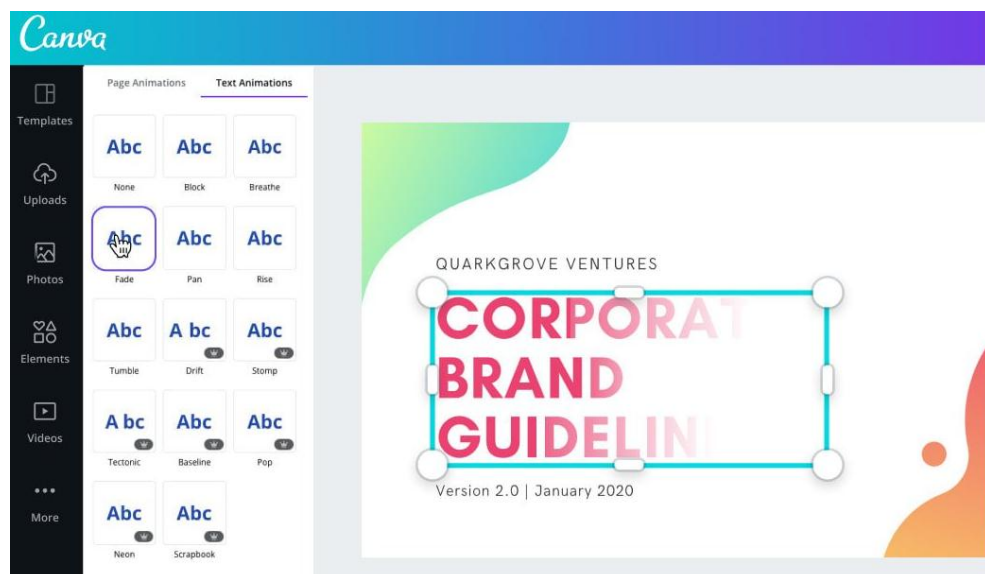 Canva
Templates
Uploads
Photos
Elements
Videos
More
Page Animations Text Animations
Abc Abc Abc
None Block Breathe
Abc Abc Abc
Fade Pan Rise
Abc A bc Abc
Tumble Drift Stomp
A bc Abc Abc
Tectonic Baseline Pop
Abc Abc
Neon Scrapbook
QUARKGROVE VENTURES
CORPORAT
BRAND
GUIDELIN
Version 2.0 | January 2020